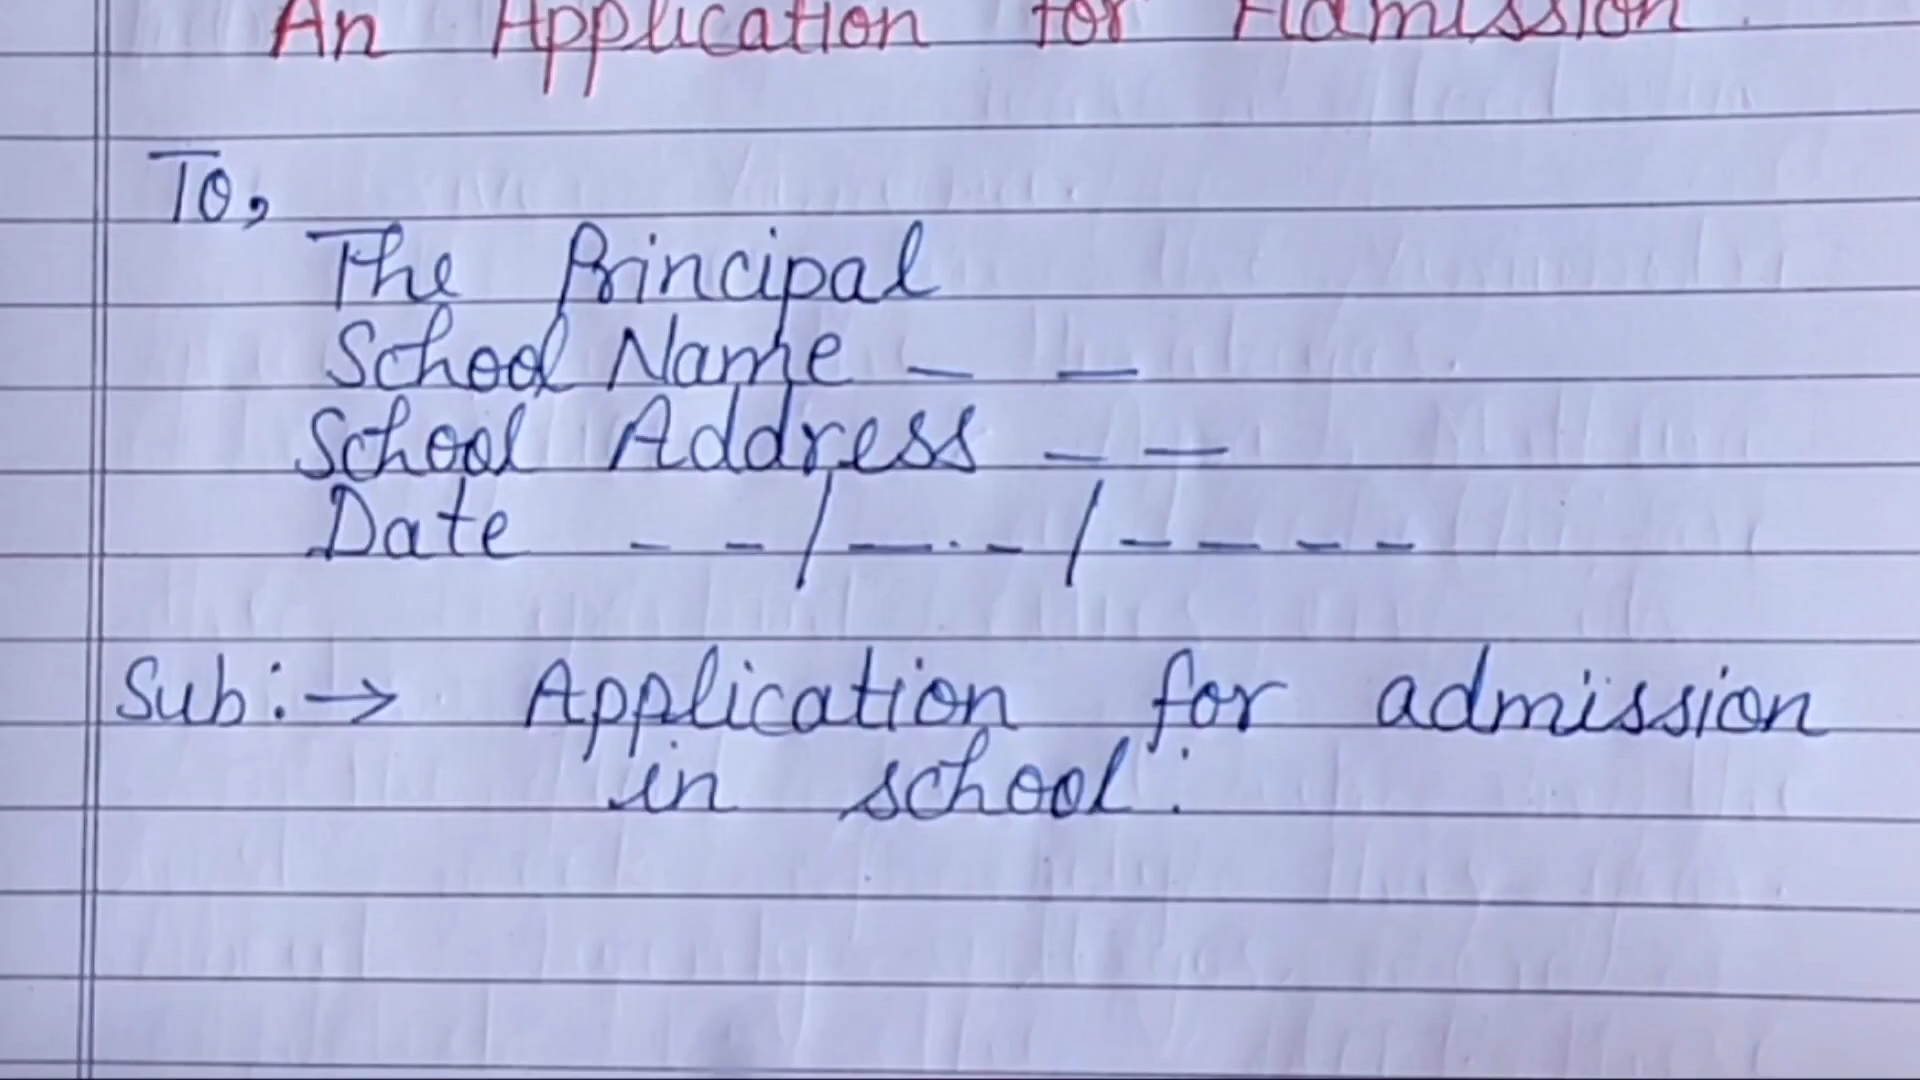 An Application for Admission
To,
The Principal
School Name - -
School Address - -
Date - - / - . - / - - - -
Sub :→ Application for admission
in school.